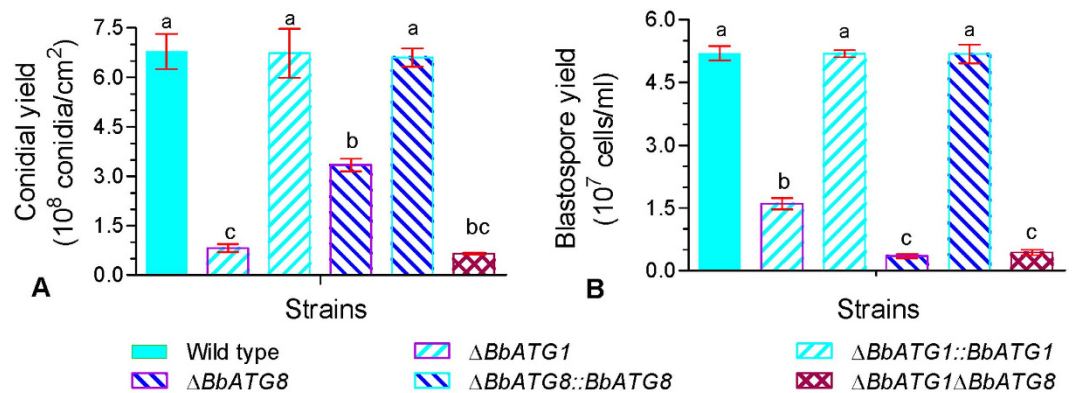 Conidial yield
(10⁸ conidia/cm²)
7.5
6.0
4.5
3.0
1.5
0.0
a
c
a
b
a
bc
A
Strains
Blastospore yield
(10⁷ cells/ml)
6.0
4.5
3.0
1.5
0.0
a
b
a
c
a
c
B
Strains
Wild type
ΔBbATG1
ΔBbATG1::BbATG1
ΔBbATG8
ΔBbATG8::BbATG8
ΔBbATG1ΔBbATG8